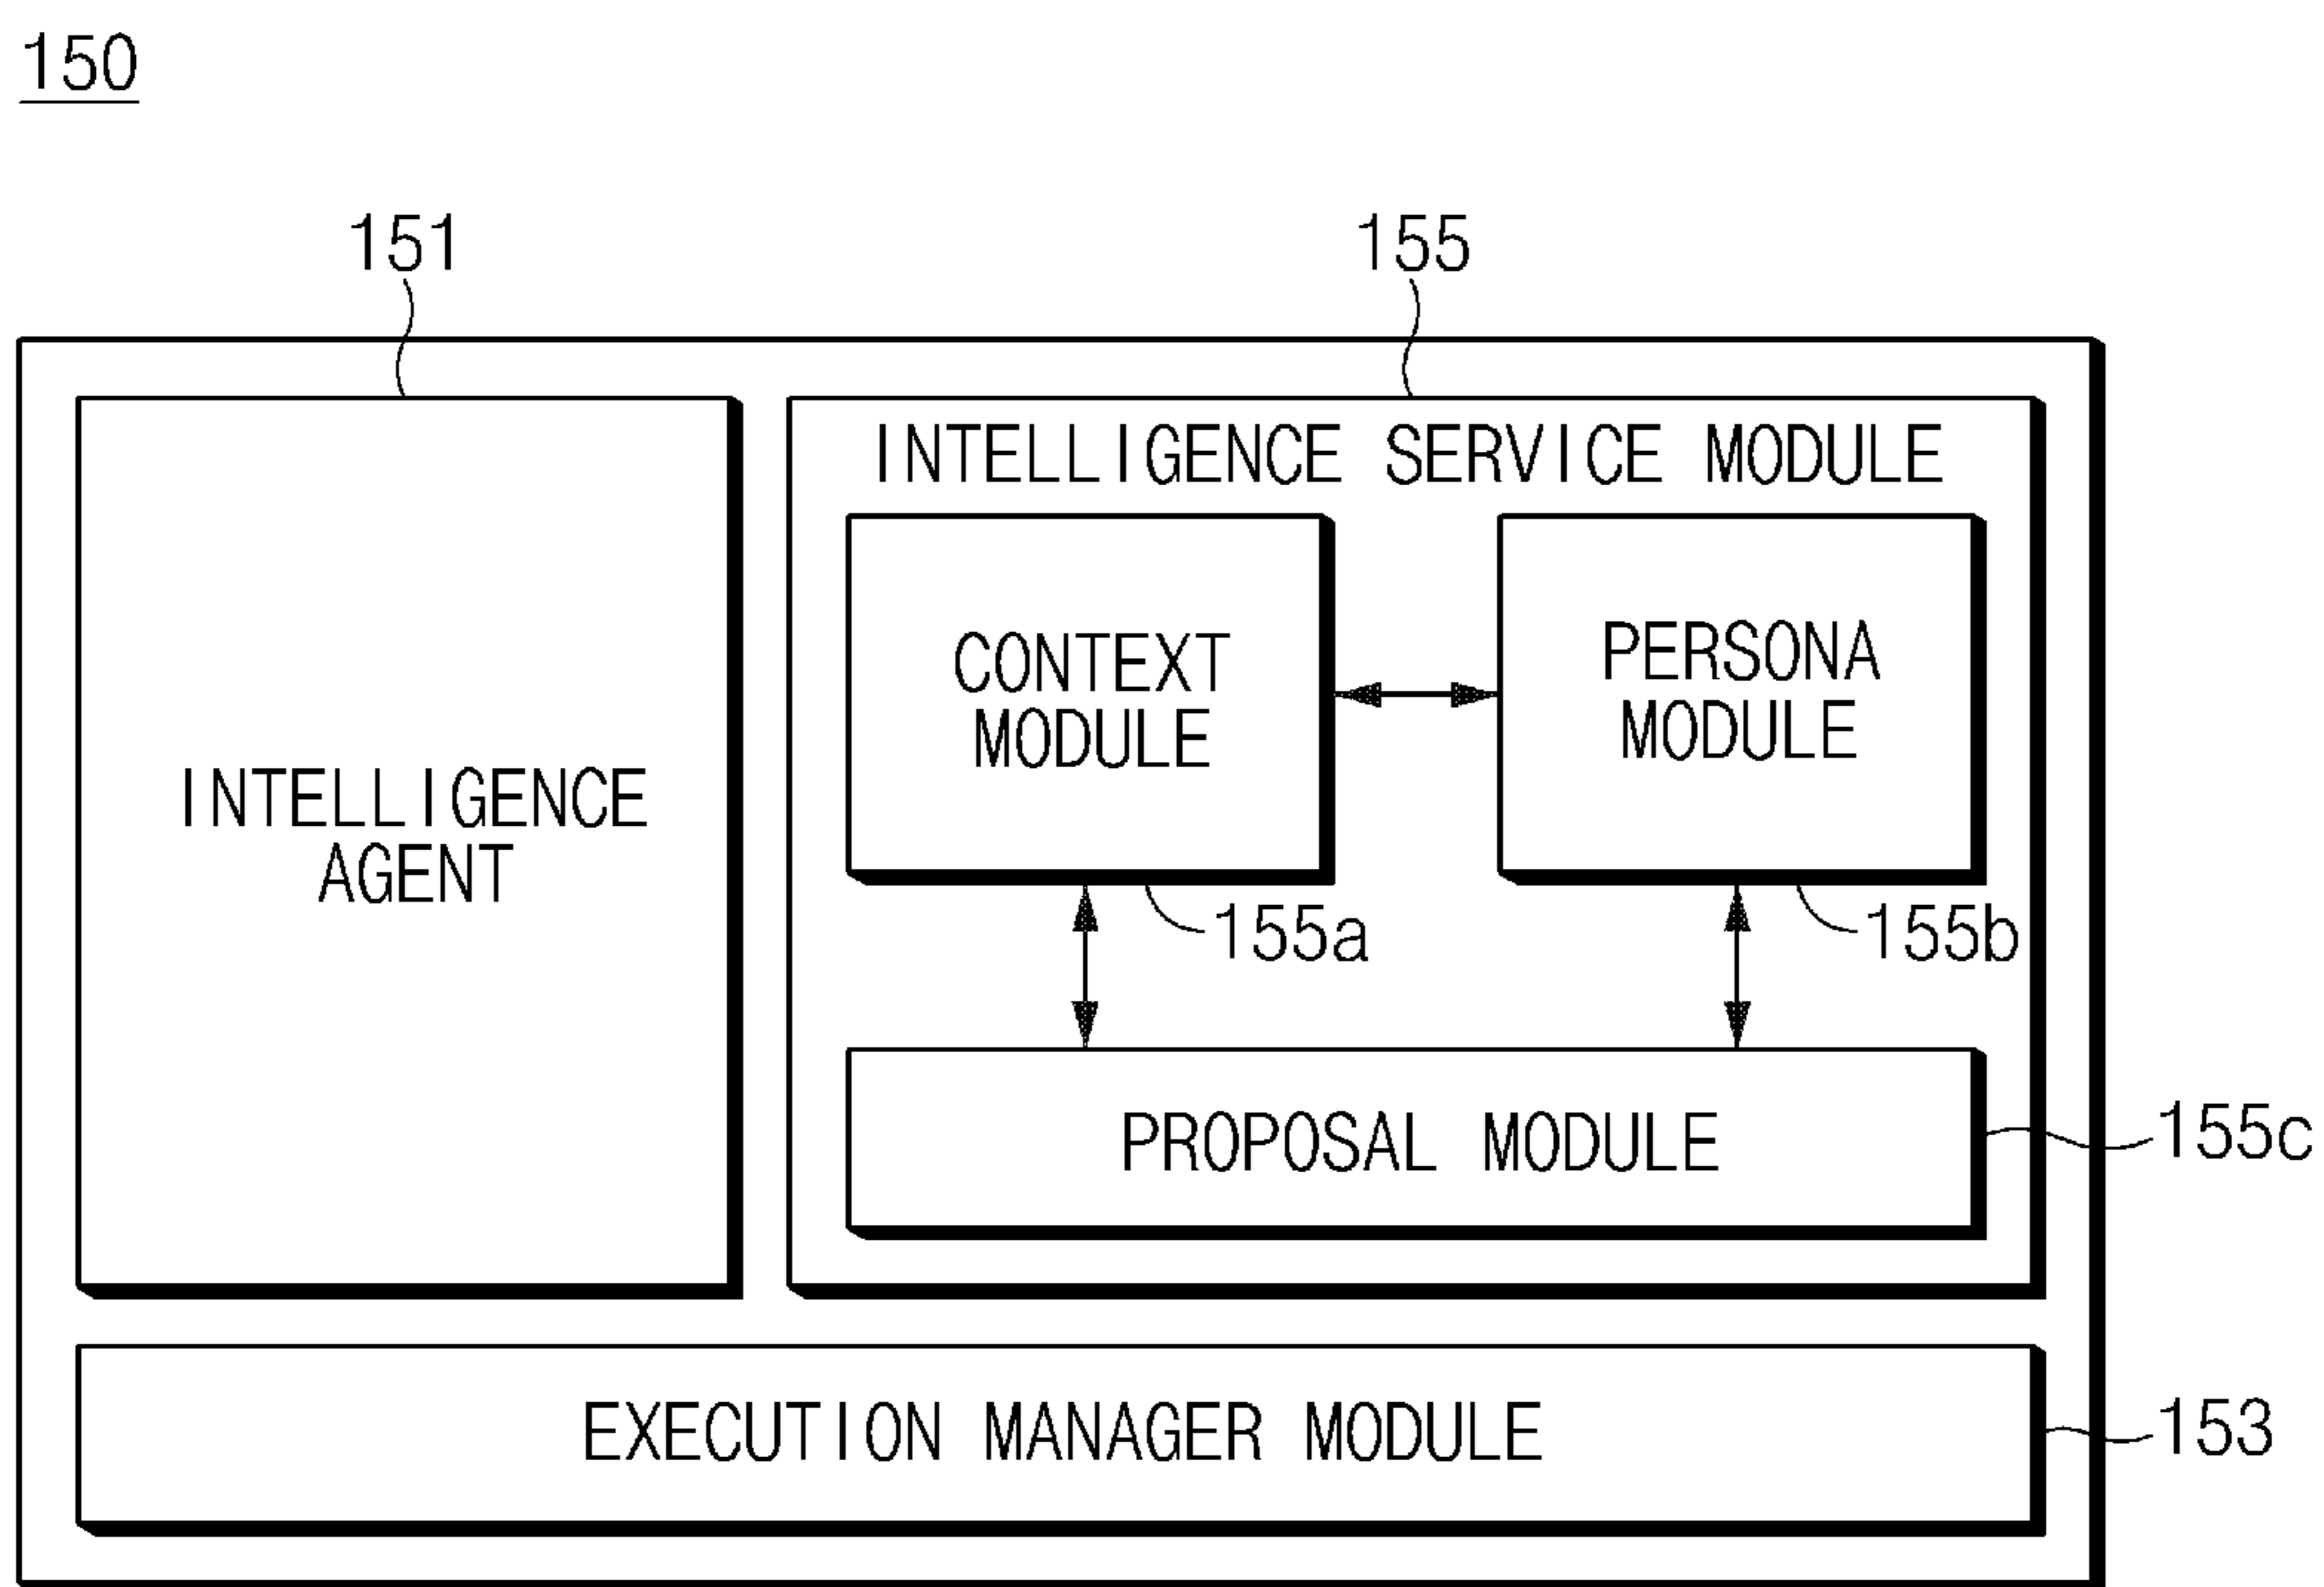 150
151
155
INTELLIGENCE SERVICE MODULE
CONTEXT
MODULE
PERSONA
MODULE
INTELLIGENCE
AGENT
155a
155b
PROPOSAL MODULE
155c
EXECUTION MANAGER MODULE
153